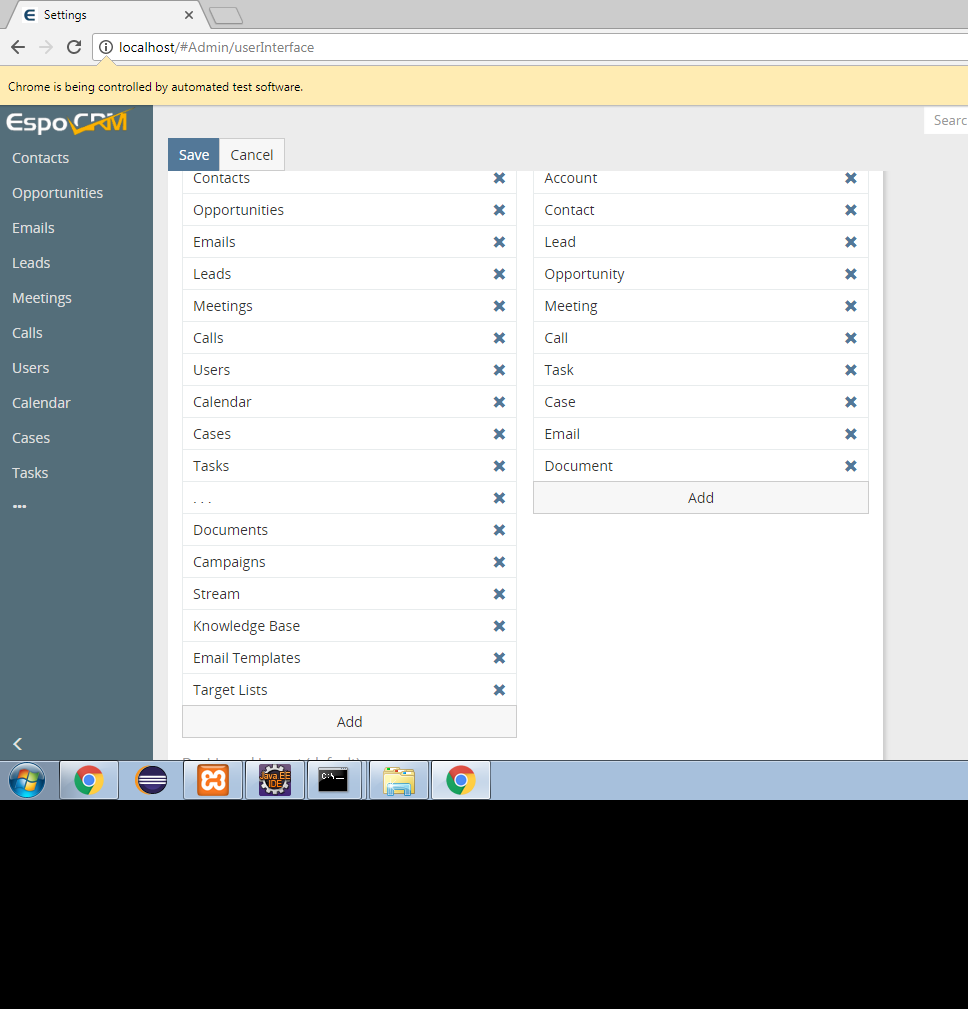 Settings
localhost/#Admin/userInterface
Chrome is being controlled by automated test software.
EspoCRM
Searc
Save
Cancel
Contacts
Opportunities
Emails
Leads
Meetings
Calls
Users
Calendar
Cases
Tasks
Contacts
Opportunities
Emails
Leads
Meetings
Calls
Users
Calendar
Cases
Tasks
. . .
Documents
Campaigns
Stream
Knowledge Base
Email Templates
Target Lists
Add
Account
Contact
Lead
Opportunity
Meeting
Call
Task
Case
Email
Document
Add
Java EE
IDE
C:\_